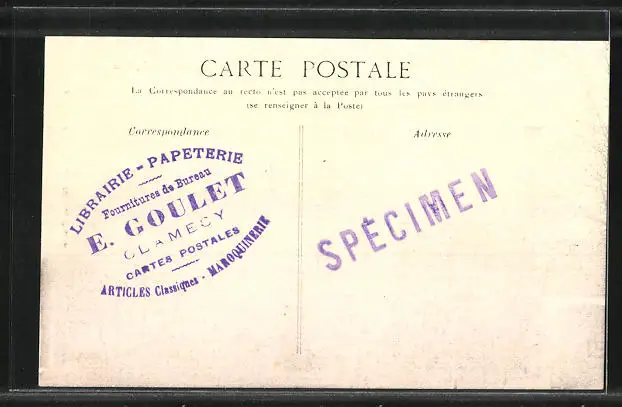 CARTE POSTALE
La Correspondance au recto n'est pas acceptée par tous les pays étrangers
(se renseigner à la Poste)
Correspondance
Adresse
LIBRAIRIE - PAPETERIE
Fournitures de Bureau
E. GOULET
CLAMECY
CARTES POSTALES
ARTICLES Classiques - MAROQUINERIE
SPÉCIMEN